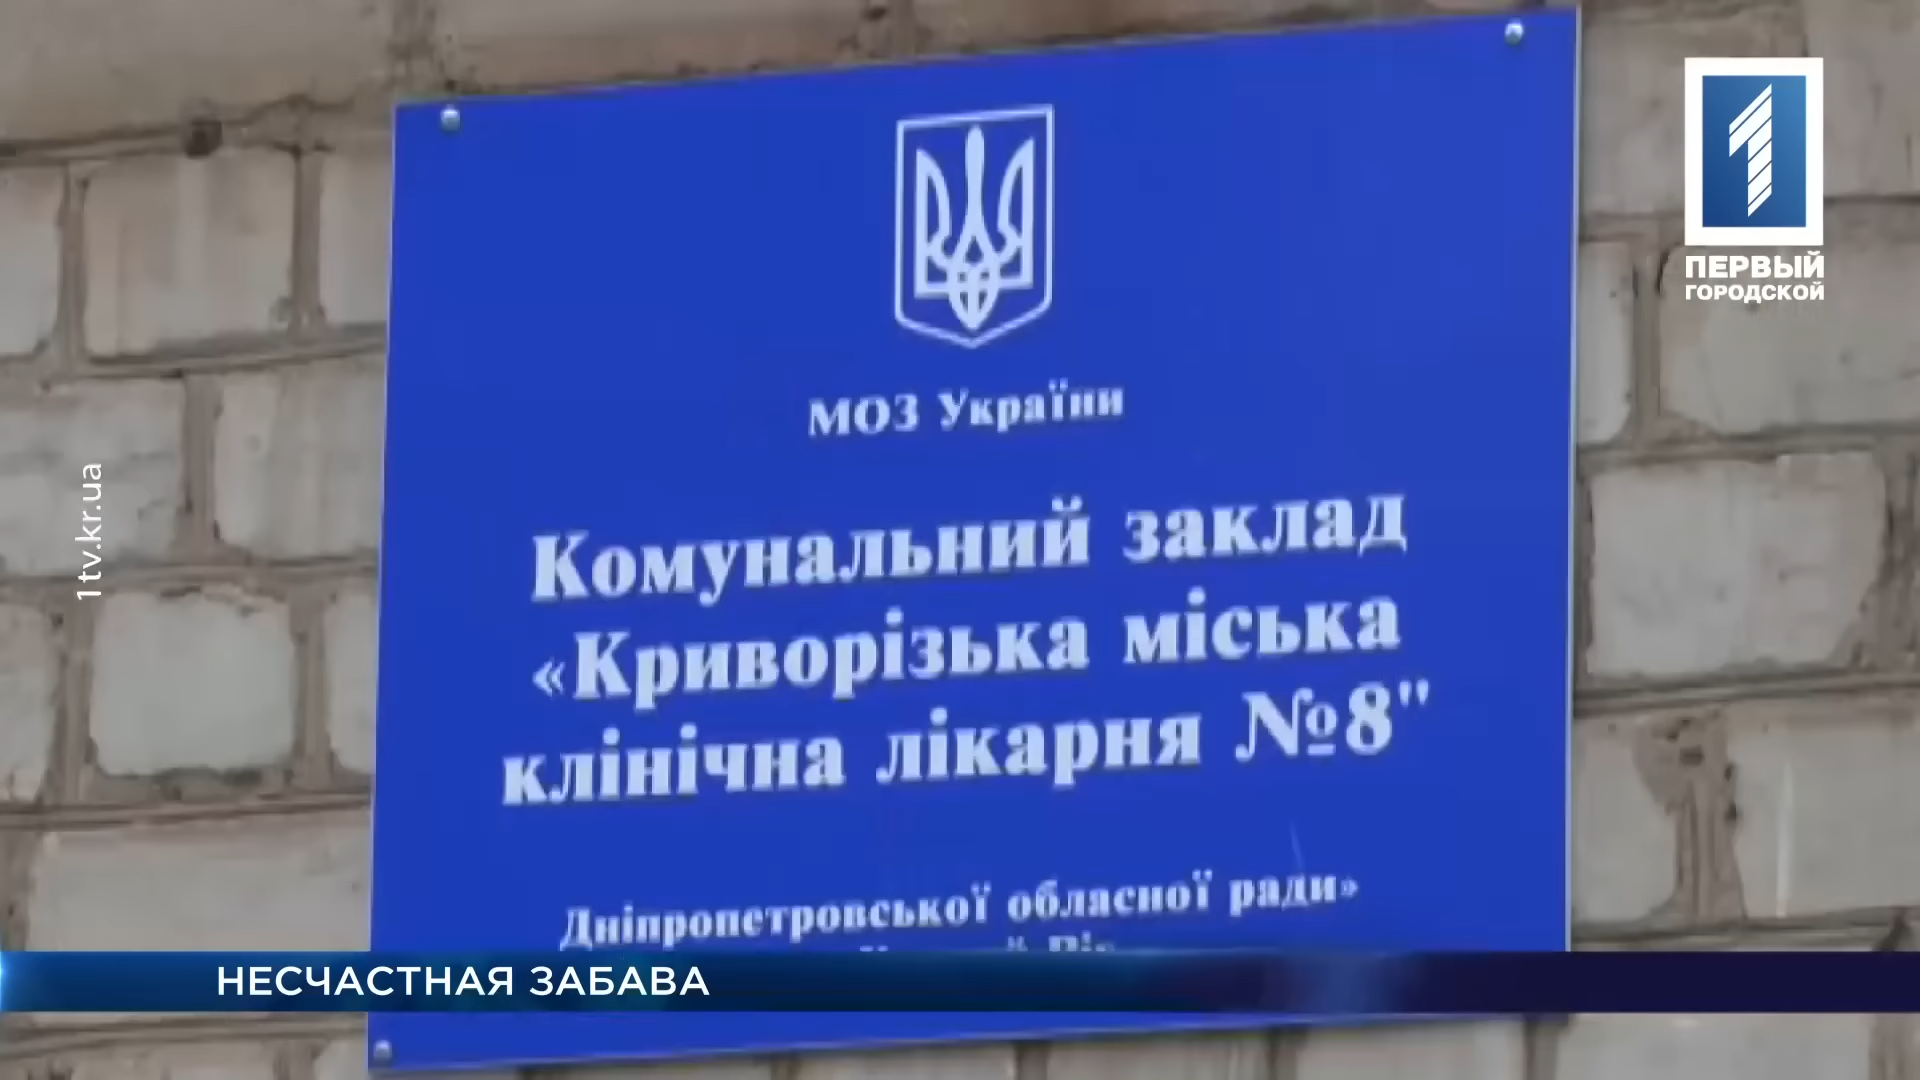 ПЕРВЫЙ
ГОРОДСКОЙ
1tv.kr.ua
МОЗ України
Комунальний заклад
«Криворізька міська
клінічна лікарня №8"
Дніпропетровської обласної ради»
НЕСЧАСТНАЯ ЗАБАВА